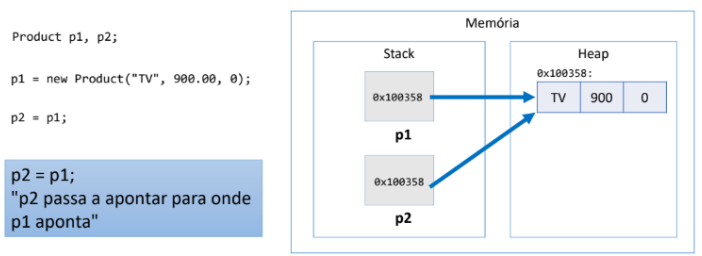 Product p1, p2;
p1 = new Product("TV", 900.00, 0);
p2 = p1;
p2 = p1;
"p2 passa a apontar para onde
p1 aponta"
Memória
Stack
0x100358
p1
0x100358
p2
Heap
0x100358:
TV 900 0